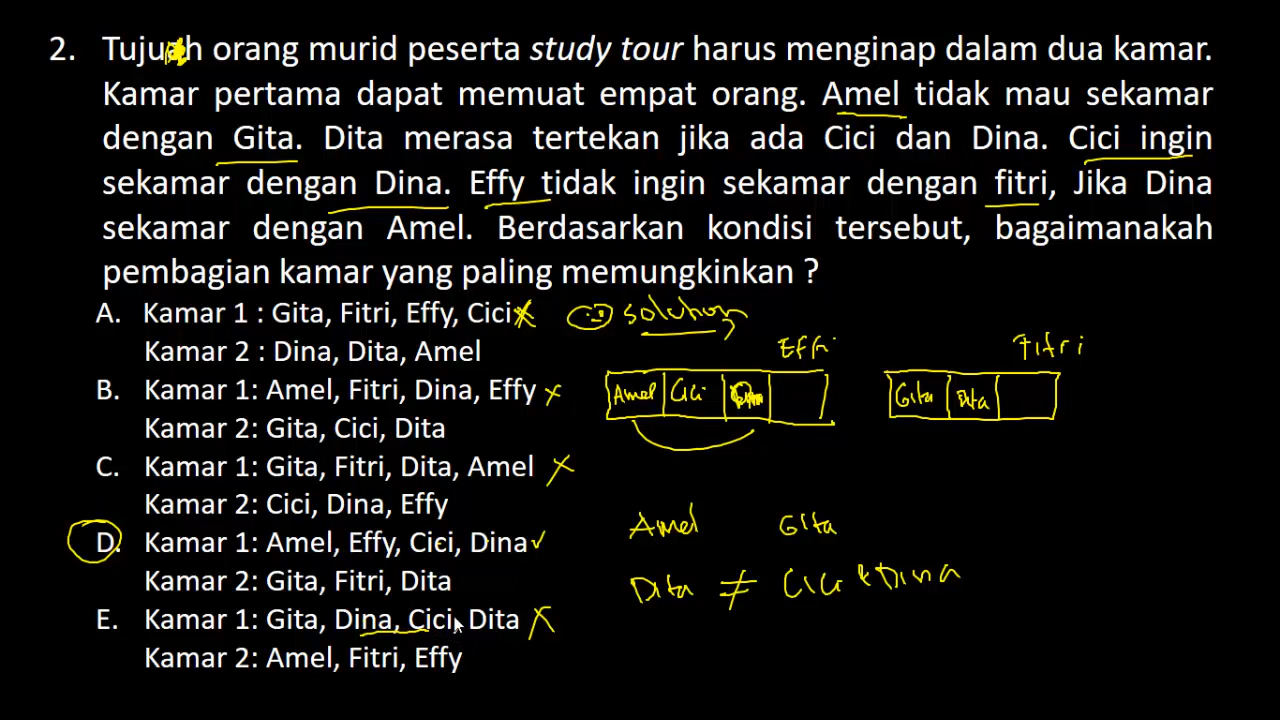 2. Tujuah orang murid peserta study tour harus menginap dalam dua kamar.
Kamar pertama dapat memuat empat orang. Amel tidak mau sekamar
dengan Gita. Dita merasa tertekan jika ada Cici dan Dina. Cici ingin
sekamar dengan Dina. Effy tidak ingin sekamar dengan fitri, Jika Dina
sekamar dengan Amel. Berdasarkan kondisi tersebut, bagaimanakah
pembagian kamar yang paling memungkinkan ?
A. Kamar 1 : Gita, Fitri, Effy, Cici
Kamar 2 : Dina, Dita, Amel
B. Kamar 1: Amel, Fitri, Dina, Effy
Kamar 2: Gita, Cici, Dita
C. Kamar 1: Gita, Fitri, Dita, Amel
Kamar 2: Cici, Dina, Effy
D. Kamar 1: Amel, Effy, Cici, Dina
Kamar 2: Gita, Fitri, Dita
E. Kamar 1: Gita, Dina, Cici, Dita
Kamar 2: Amel, Fitri, Effy
solution
Effi
Fitri
Amel Cici
Gita Dita
Amel Gita
Dita ≠ Cici & Dina